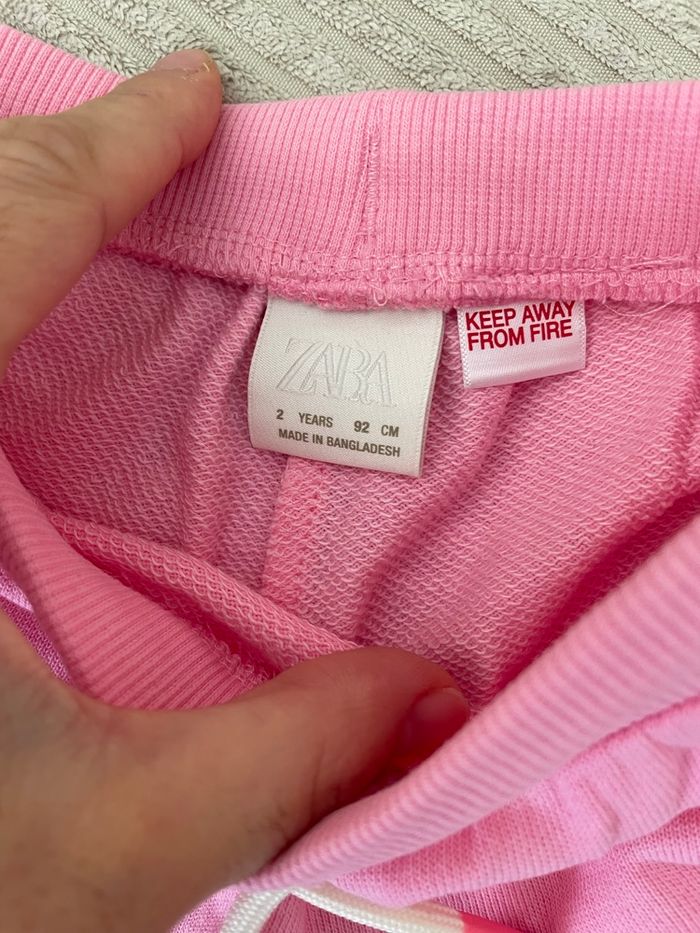 ZARA
2 YEARS 92 CM
MADE IN BANGLADESH
KEEP AWAY
FROM FIRE